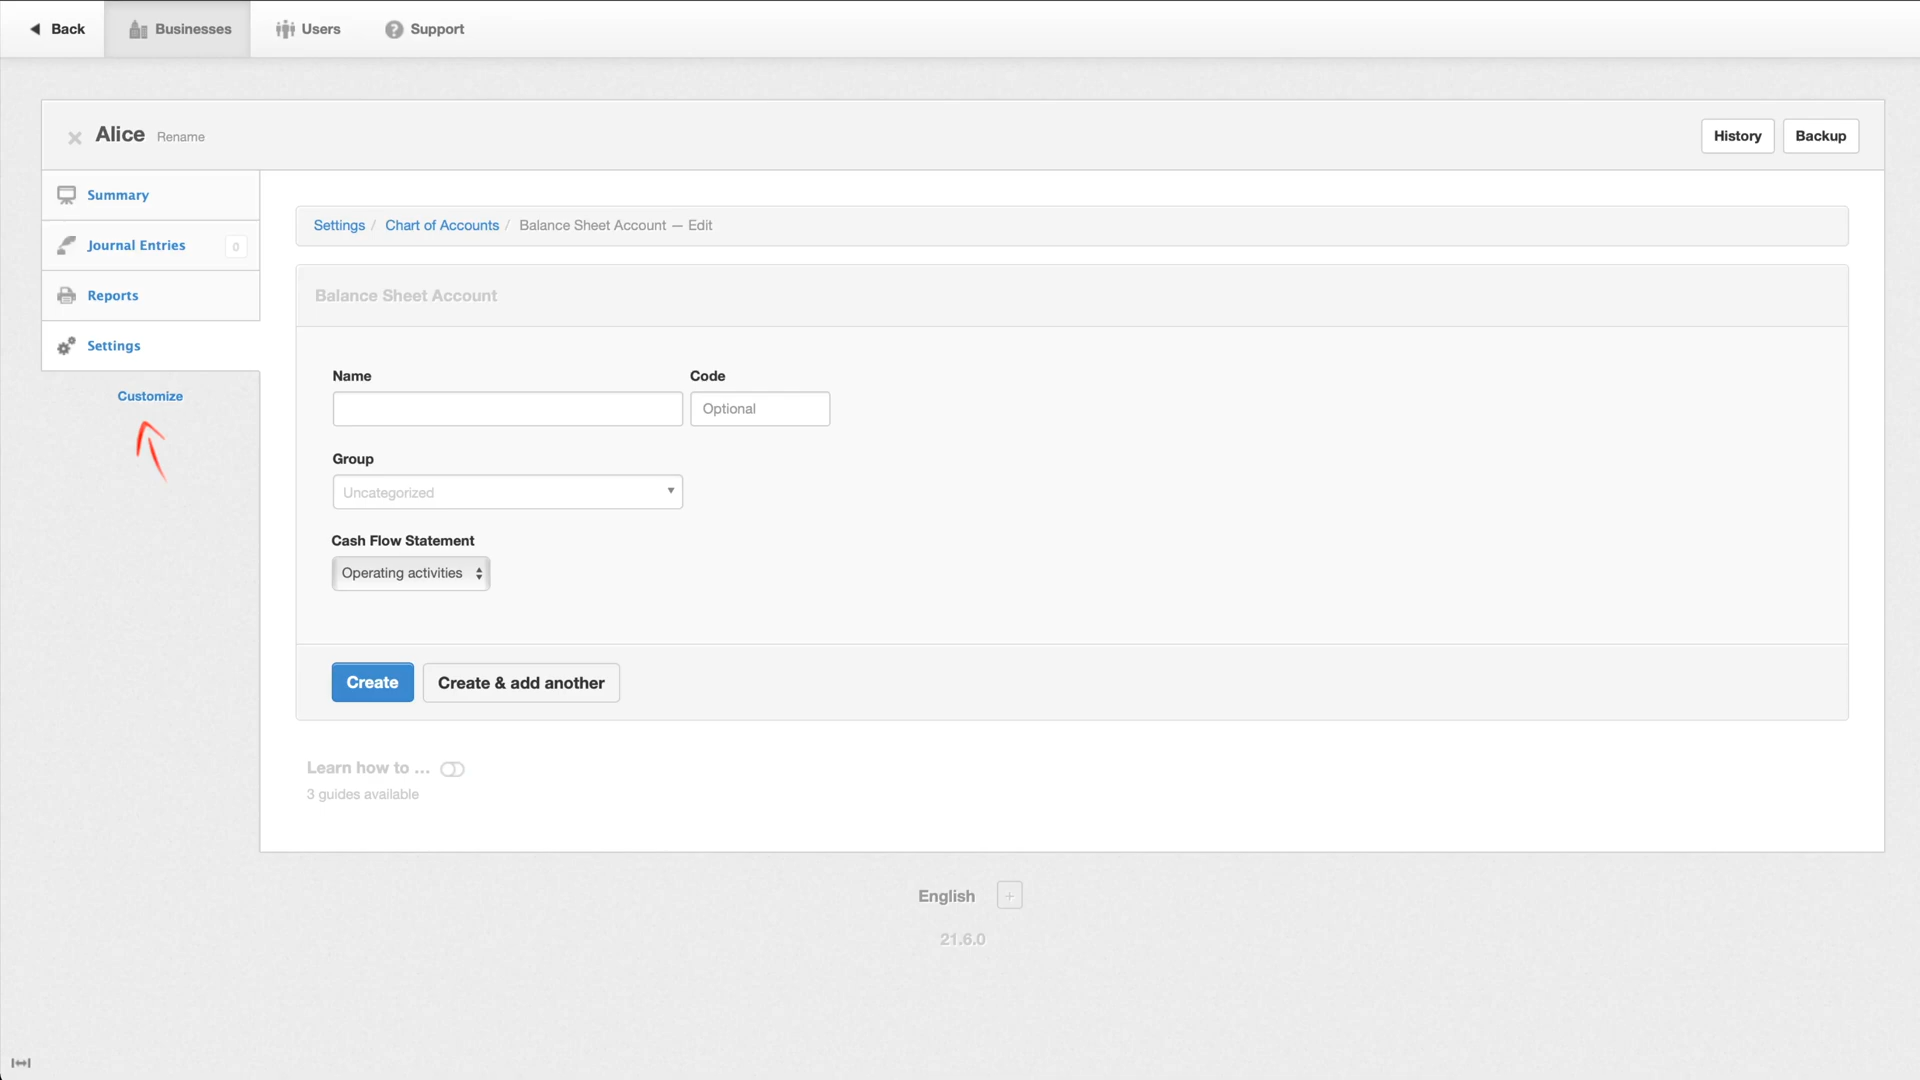 Back
Businesses
Users
Support
Alice Rename
History
Backup
Summary
Journal Entries 0
Reports
Settings
Customize
Settings / Chart of Accounts / Balance Sheet Account — Edit
Balance Sheet Account
Name
Code
Optional
Group
Uncategorized
Cash Flow Statement
Operating activities
Create
Create & add another
Learn how to ...
3 guides available
English +
21.6.0